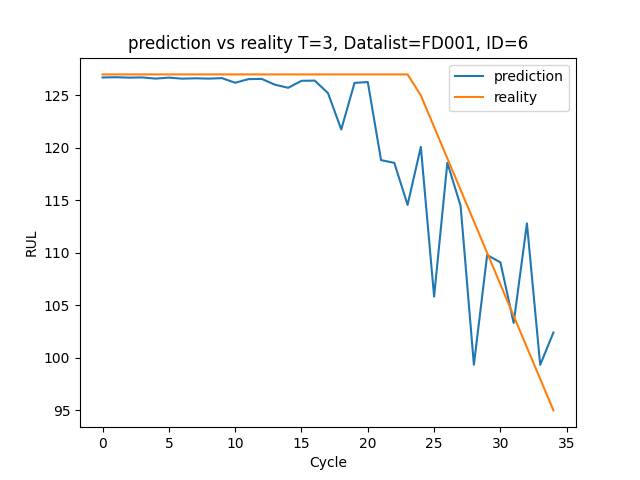 prediction vs reality T=3, Datalist=FD001, ID=6
prediction
reality
RUL
125
120
115
110
105
100
95
0 5 10 15 20 25 30 35
Cycle